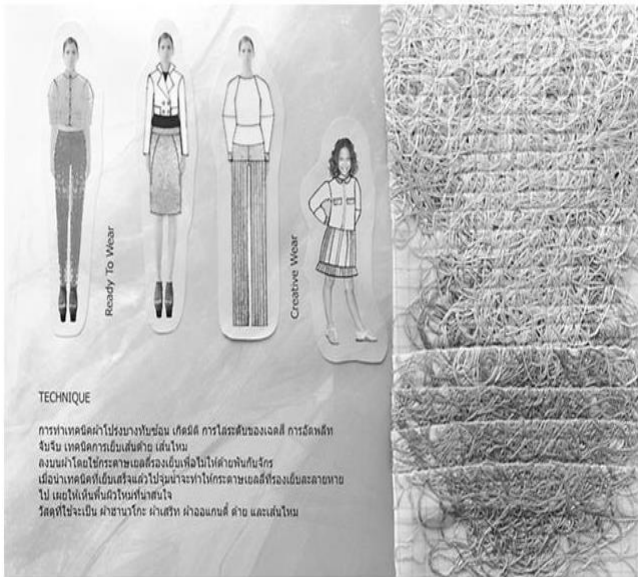 Ready To Wear
Creative Wear
TECHNIQUE
การทำเทคนิคผ้าโปร่งบางทับซ้อน เกิดมิติ การไล่ระดับของเฉดสี การอัดพลีท
จับจีบ เทคนิคการเย็บเส้นด้าย เส้นไหม
ลงบนผ้าโดยใช้กระดาษเยลลี่รองเย็บเพื่อไม่ให้ด้ายพันกับจักร
เมื่อนำเทคนิคที่เย็บเสร็จแล้วไปจุ่มน้ำจะทำให้กระดาษเยลลี่ที่รองเย็บละลายหาย
ไป เผยให้เห็นพื้นผิวใหม่ที่น่าสนใจ
วัสดุที่ใช้จะเป็น ผ้าฮานาโกะ ผ้าเสริท ผ้าออแกนดี้ ด้าย และเส้นไหม